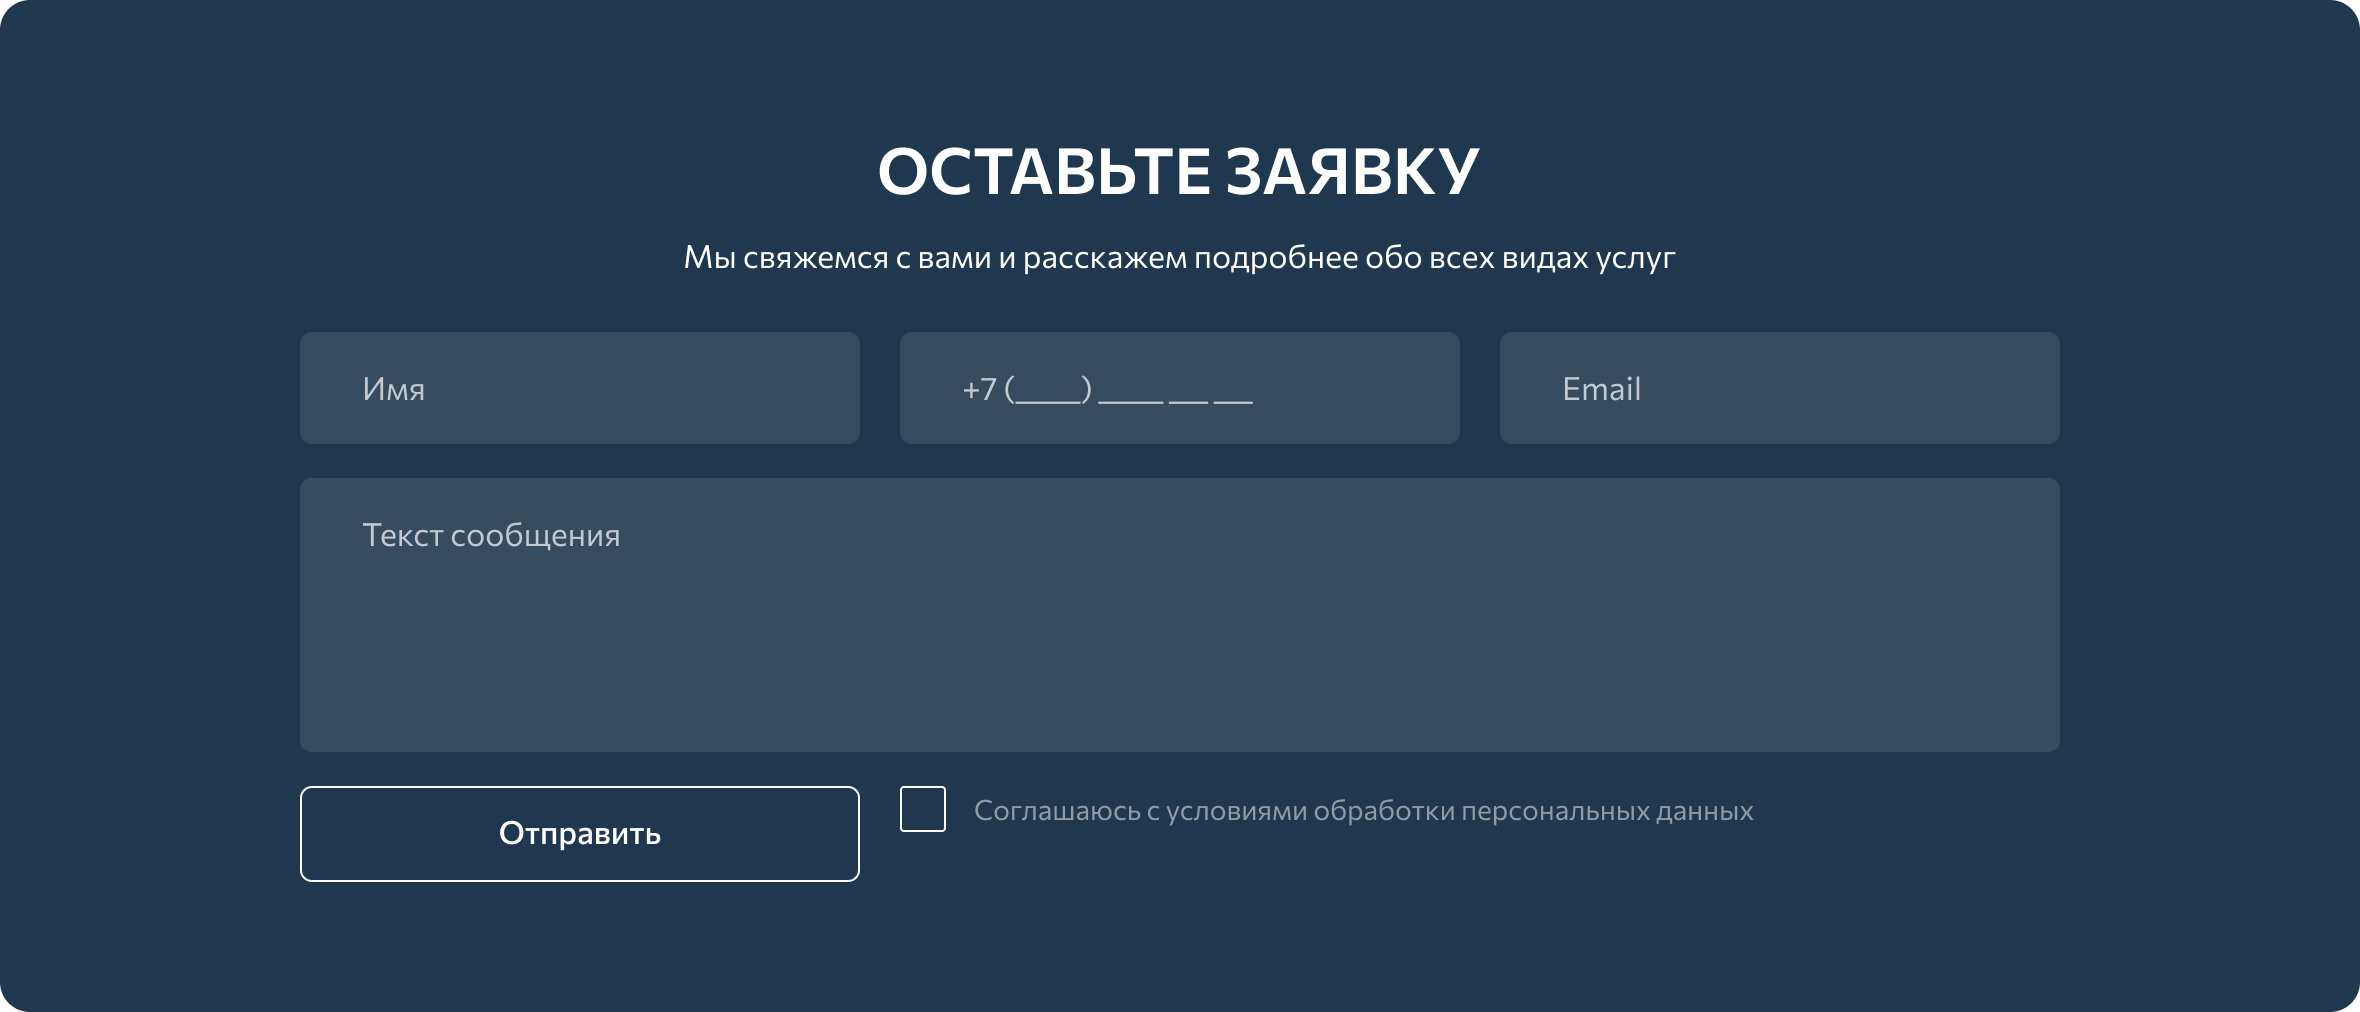 ОСТАВЬТЕ ЗАЯВКУ
Мы свяжемся с вами и расскажем подробнее обо всех видах услуг
Имя
+7 (___) ___ __ __
Email
Текст сообщения
Отправить
Соглашаюсь с условиями обработки персональных данных